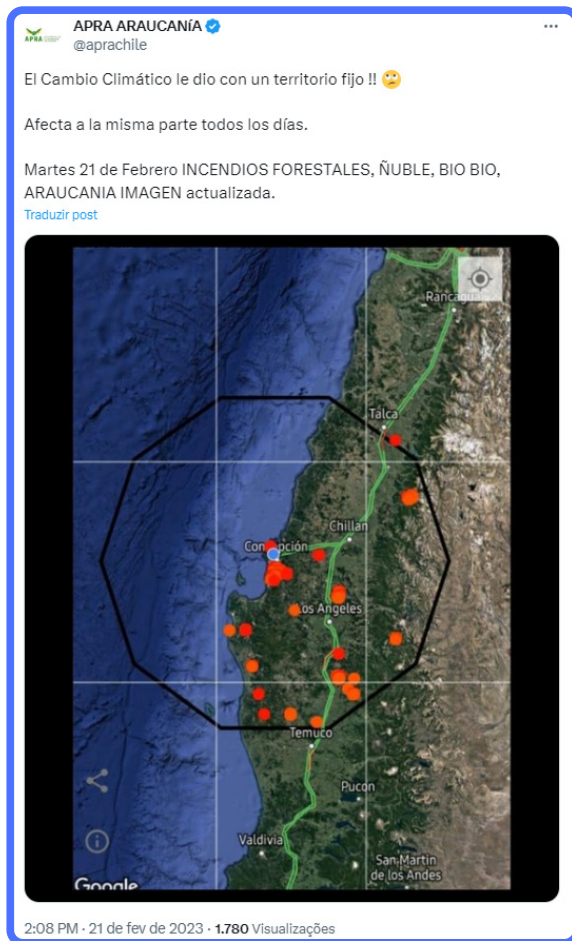 APRA ARAUCANíA
@aprachile
El Cambio Climático le dio con un territorio fijo !! 🙄
Afecta a la misma parte todos los días.
Martes 21 de Febrero INCENDIOS FORESTALES, ÑUBLE, BIO BIO,
ARAUCANIA IMAGEN actualizada.
Traduzir post
Rancagua
Talca
Chillan
Concepción
Los Angeles
Temuco
Pucon
Valdivia
San Martin
de los Andes
Google
2:08 PM · 21 de fev de 2023 · 1.780 Visualizações